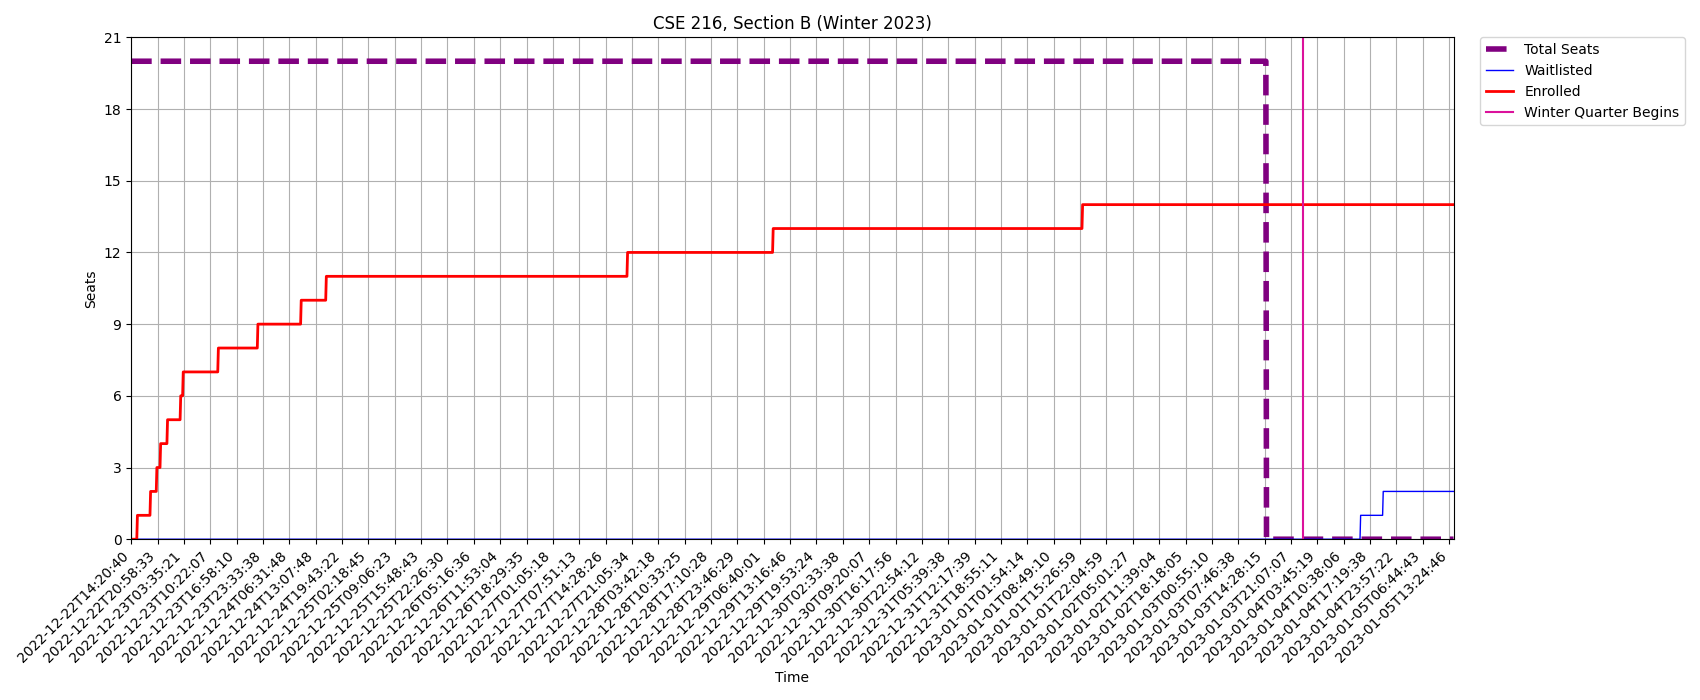 CSE 216, Section B (Winter 2023)
Total Seats
Waitlisted
Enrolled
Winter Quarter Begins
Seats
21
18
15
12
9
6
3
0
2022-12-22T14:20:40
2022-12-22T20:58:33
2022-12-23T03:35:21
2022-12-23T10:22:07
2022-12-23T16:58:10
2022-12-23T23:33:38
2022-12-24T06:31:48
2022-12-24T13:07:48
2022-12-24T19:43:22
2022-12-25T02:18:45
2022-12-25T09:06:23
2022-12-25T15:48:43
2022-12-25T22:26:30
2022-12-26T05:16:36
2022-12-26T11:53:04
2022-12-26T18:29:35
2022-12-27T01:05:18
2022-12-27T07:51:13
2022-12-27T14:28:26
2022-12-27T21:05:34
2022-12-28T03:42:18
2022-12-28T10:33:25
2022-12-28T17:10:28
2022-12-28T23:46:29
2022-12-29T06:40:01
2022-12-29T13:16:46
2022-12-29T19:53:24
2022-12-30T02:33:38
2022-12-30T09:20:07
2022-12-30T16:17:56
2022-12-30T22:54:12
2022-12-31T05:39:38
2022-12-31T12:17:39
2022-12-31T18:55:11
2023-01-01T01:54:14
2023-01-01T08:49:10
2023-01-01T15:26:59
2023-01-01T22:04:59
2023-01-02T05:01:27
2023-01-02T11:39:04
2023-01-02T18:18:05
2023-01-03T00:55:10
2023-01-03T07:46:38
2023-01-03T14:28:15
2023-01-03T21:07:07
2023-01-04T03:45:19
2023-01-04T10:38:06
2023-01-04T17:19:38
2023-01-04T23:57:22
2023-01-05T06:44:43
2023-01-05T13:24:46
Time